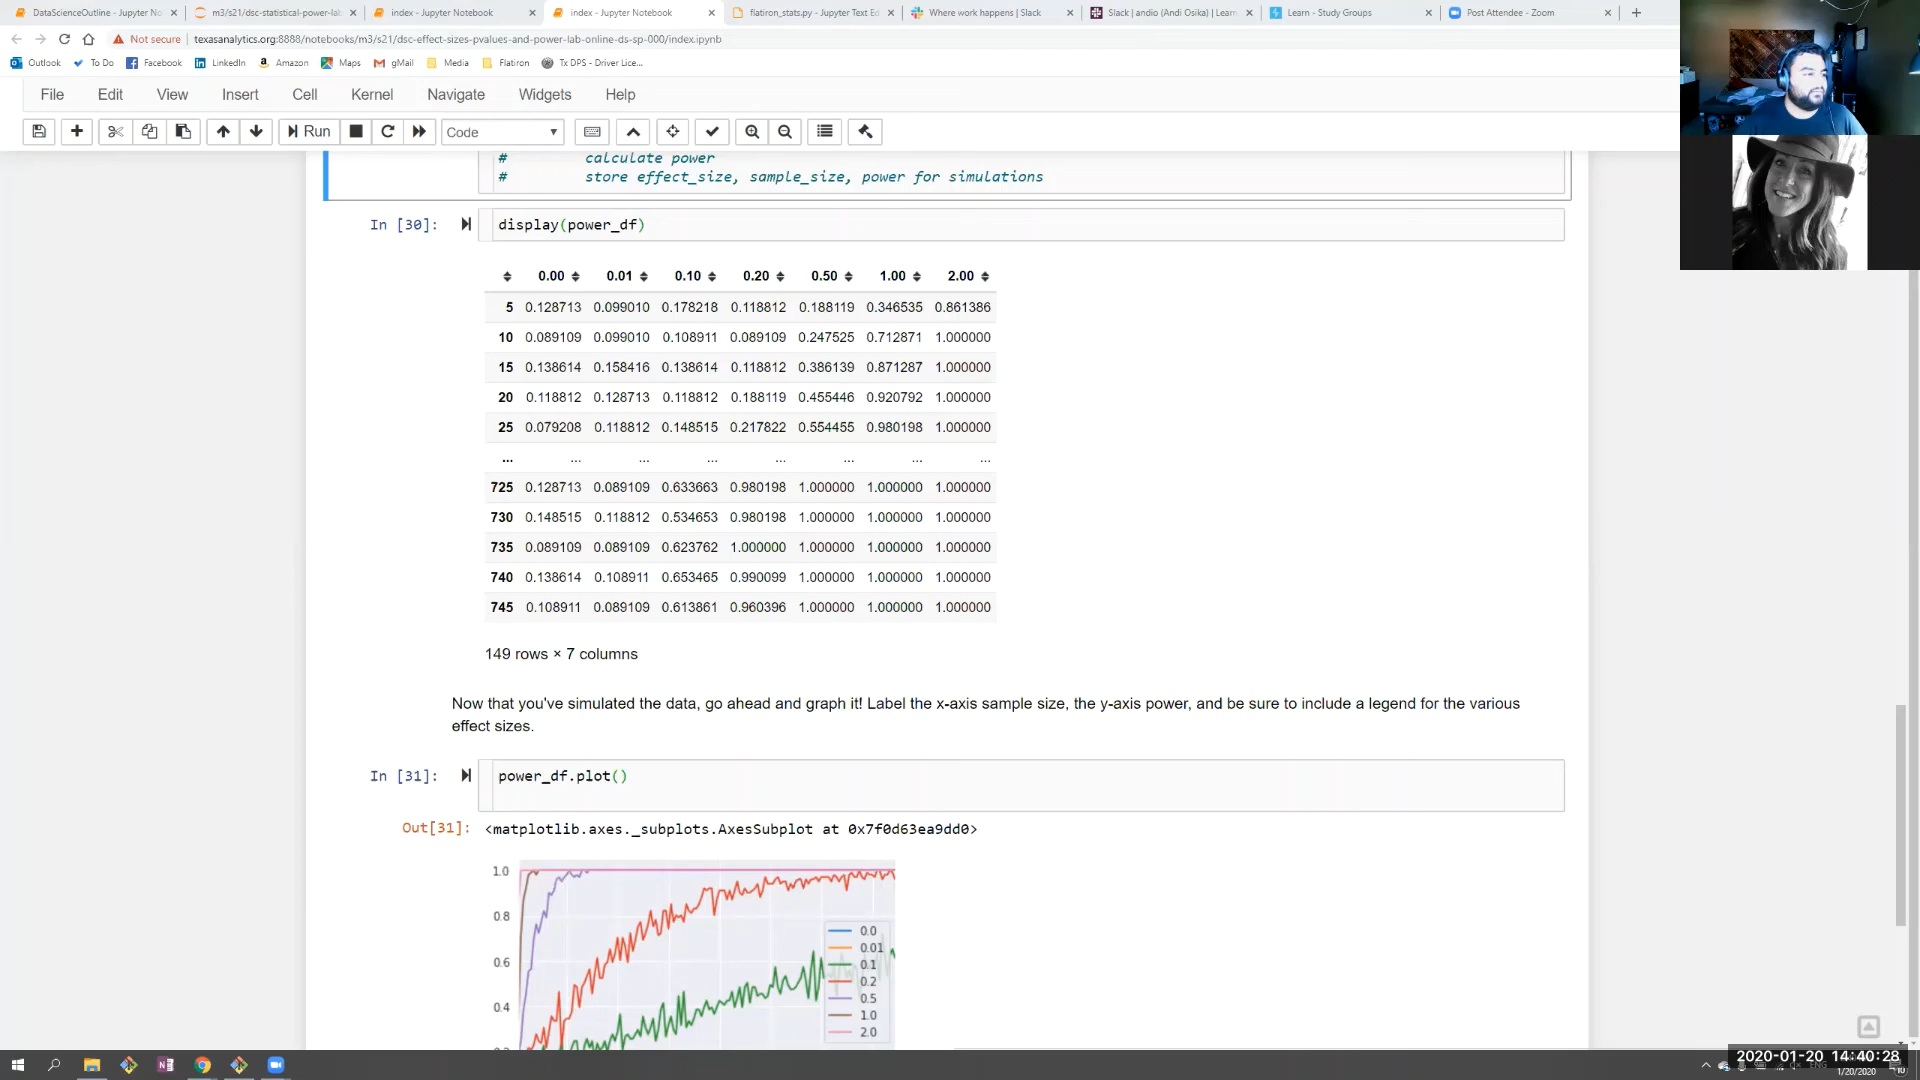 DataScienceOutline - Jupyter No
m3/s21/dsc-statistical-power-lab
index - Jupyter Notebook
index - Jupyter Notebook
flatiron_stats.py - Jupyter Text Ed
Where work happens | Slack
Slack | andio (Andi Osika) | Learn
Learn - Study Groups
Post Attendee - Zoom
Not secure texasanalytics.org:8888/notebooks/m3/s21/dsc-effect-sizes-pvalues-and-power-lab-online-ds-sp-000/index.ipynb
Outlook To Do Facebook LinkedIn Amazon Maps gMail Media Flatiron Tx DPS - Driver Lice...
File Edit View Insert Cell Kernel Navigate Widgets Help
Run Code
# calculate power
# store effect_size, sample_size, power for simulations
In [30]: display(power_df)
0.00 0.01 0.10 0.20 0.50 1.00 2.00
5 0.128713 0.099010 0.178218 0.118812 0.188119 0.346535 0.861386
10 0.089109 0.099010 0.108911 0.089109 0.247525 0.712871 1.000000
15 0.138614 0.158416 0.138614 0.118812 0.386139 0.871287 1.000000
20 0.118812 0.128713 0.118812 0.188119 0.455446 0.920792 1.000000
25 0.079208 0.118812 0.148515 0.217822 0.554455 0.980198 1.000000
... ... ... ... ... ... ... ...
725 0.128713 0.089109 0.633663 0.980198 1.000000 1.000000 1.000000
730 0.148515 0.118812 0.534653 0.980198 1.000000 1.000000 1.000000
735 0.089109 0.089109 0.623762 1.000000 1.000000 1.000000 1.000000
740 0.138614 0.108911 0.653465 0.990099 1.000000 1.000000 1.000000
745 0.108911 0.089109 0.613861 0.960396 1.000000 1.000000 1.000000
149 rows × 7 columns
Now that you've simulated the data, go ahead and graph it! Label the x-axis sample size, the y-axis power, and be sure to include a legend for the various
effect sizes.
In [31]: power_df.plot()
Out[31]: <matplotlib.axes._subplots.AxesSubplot at 0x7f0d63ea9dd0>
1.0
0.8
0.6
0.4
0.0
0.01
0.1
0.2
0.5
1.0
2.0
2020-01-20 14:40:28
1/20/2020